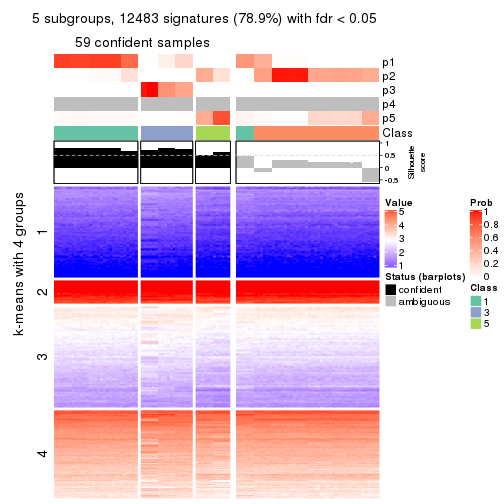 5 subgroups, 12483 signatures (78.9%) with fdr < 0.05
59 confident samples
p1
p2
p3
p4
p5
Class
1
0.5
0
-0.5
Silhouette
score
k-means with 4 groups
1
2
3
4
Value
5
4
3
2
1
Status (barplots)
confident
ambiguous
Prob
1
0.8
0.6
0.4
0.2
0
Class
1
3
5